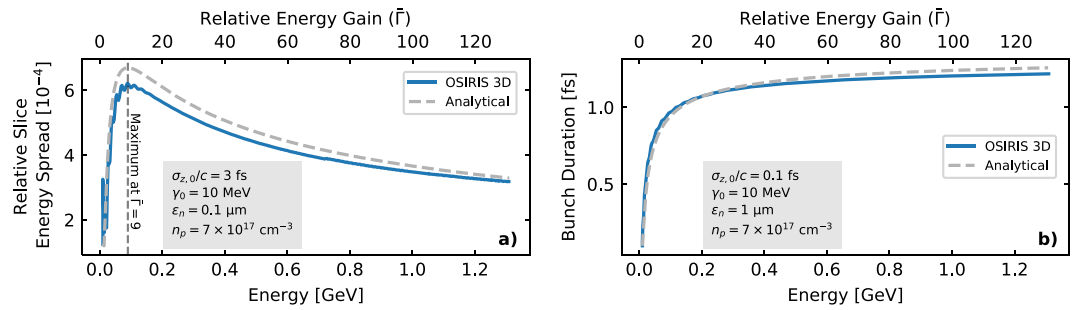 Relative Energy Gain (Γ̄)
0 20 40 60 80 100 120
Relative Slice
Energy Spread [10⁻⁴]
6
4
2
OSIRIS 3D
Analytical
Maximum at Γ̄ = 9
σz,0/c = 3 fs
γ0 = 10 MeV
εn = 0.1 μm
np = 7 × 10¹⁷ cm⁻³
a)
0.0 0.2 0.4 0.6 0.8 1.0 1.2
Energy [GeV]
Relative Energy Gain (Γ̄)
0 20 40 60 80 100 120
Bunch Duration [fs]
1.0
0.5
OSIRIS 3D
Analytical
σz,0/c = 0.1 fs
γ0 = 10 MeV
εn = 1 μm
np = 7 × 10¹⁷ cm⁻³
b)
0.0 0.2 0.4 0.6 0.8 1.0 1.2
Energy [GeV]